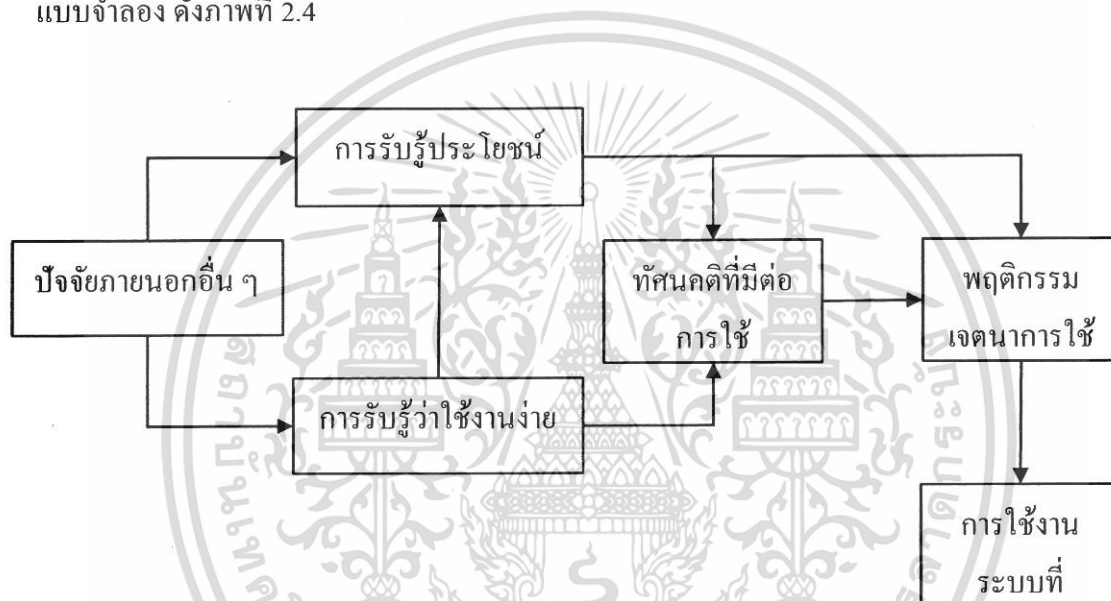 แบบจำลอง ดังภาพที่ 2.4
การรับรู้ประโยชน์
ปัจจัยภายนอกอื่น ๆ
ทัศนคติที่มีต่อ
การใช้
พฤติกรรม
เจตนาการใช้
การรับรู้ว่าใช้งานง่าย
การใช้งาน
ระบบที่